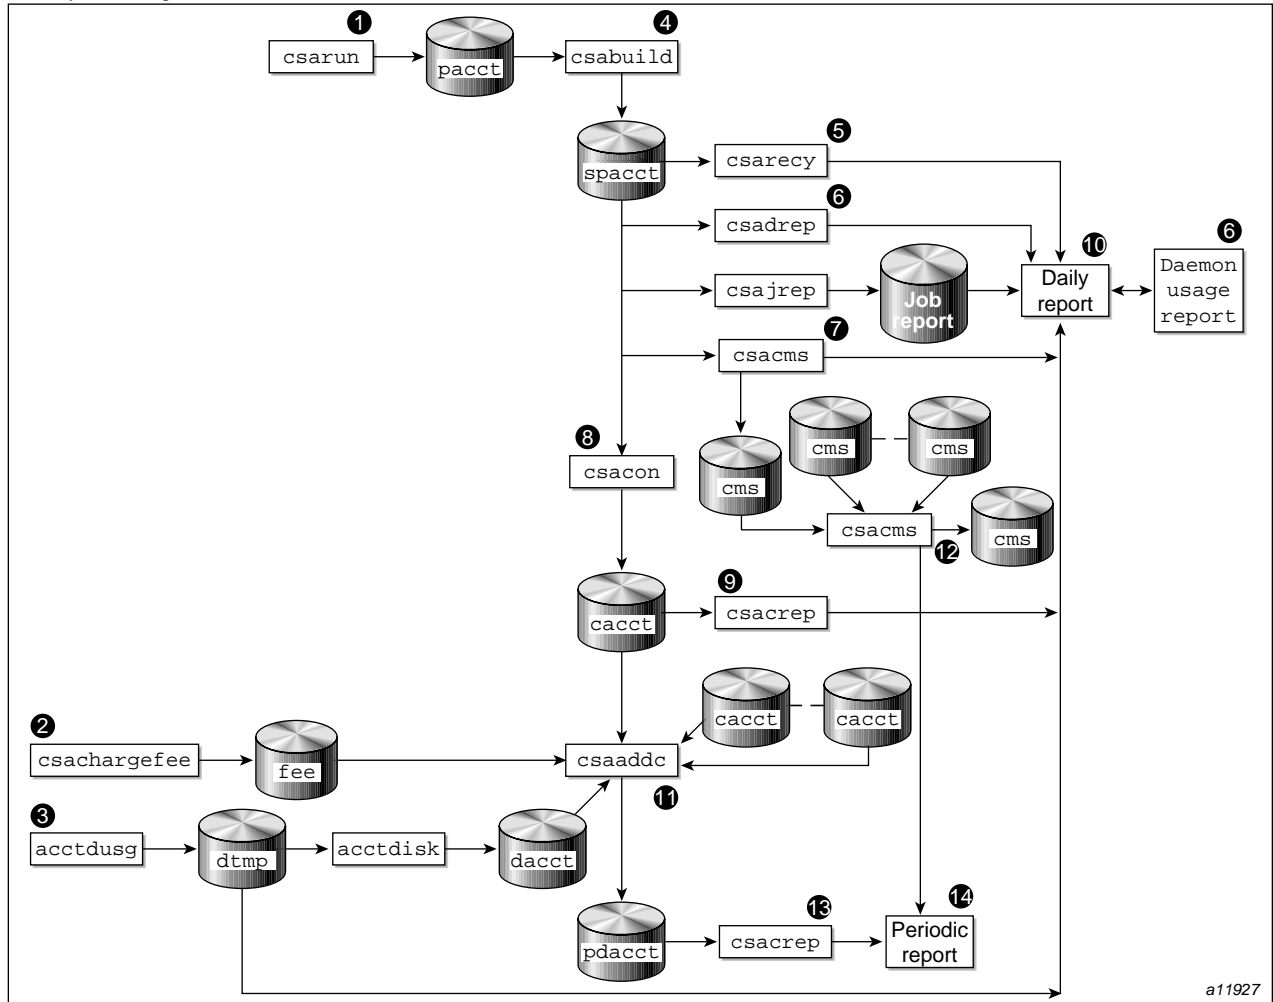 1
4
csarun
pacct
csabuild
5
spacct
csarecy
6
csadrep
10
6
csajrep
Job
report
Daily
report
Daemon
usage
report
7
csacms
8
csacon
cms
cms
cms
csacms
cms
12
9
cacct
csacrep
cacct
cacct
2
csachargefee
fee
csaaddc
11
3
acctdusg
dtmp
acctdisk
dacct
13
14
pdacct
csacrep
Periodic
report
a11927